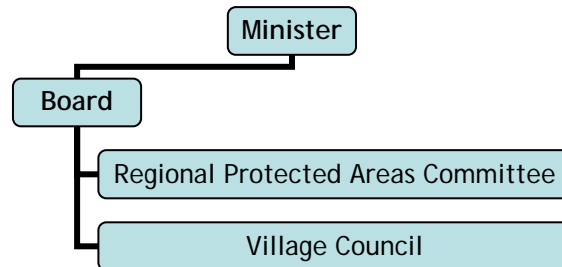 Minister
Board
Regional Protected Areas Committee
Village Council